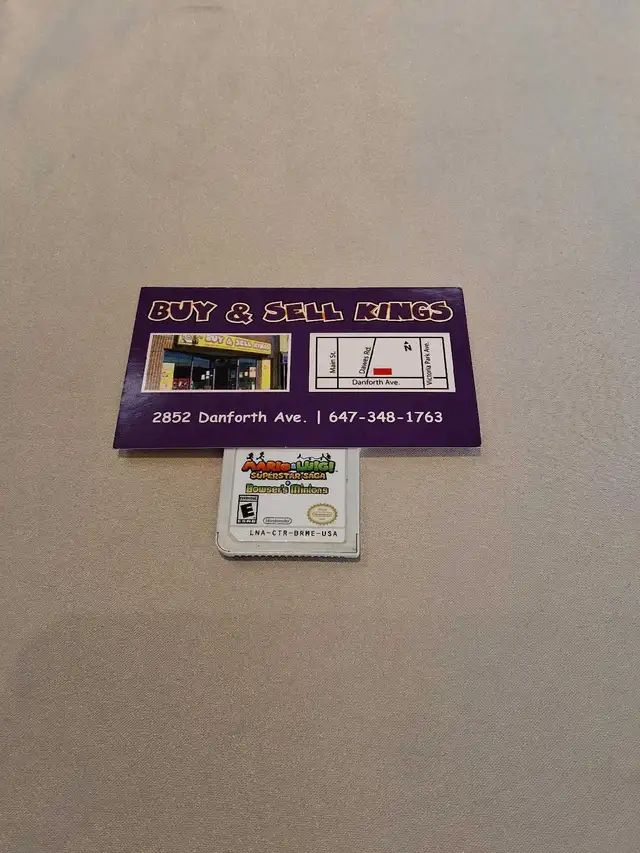 BUY & SELL KINGS
BUY & SELL KINGS
Main St.
Dawes Rd
N
Victoria Park Ave.
Danforth Ave.
2852 Danforth Ave. | 647-348-1763
MARIO & LUIGI
SUPERSTAR SAGA
+
Bowser's Minions
E
Nintendo
LNA-CTR-BRME-USA